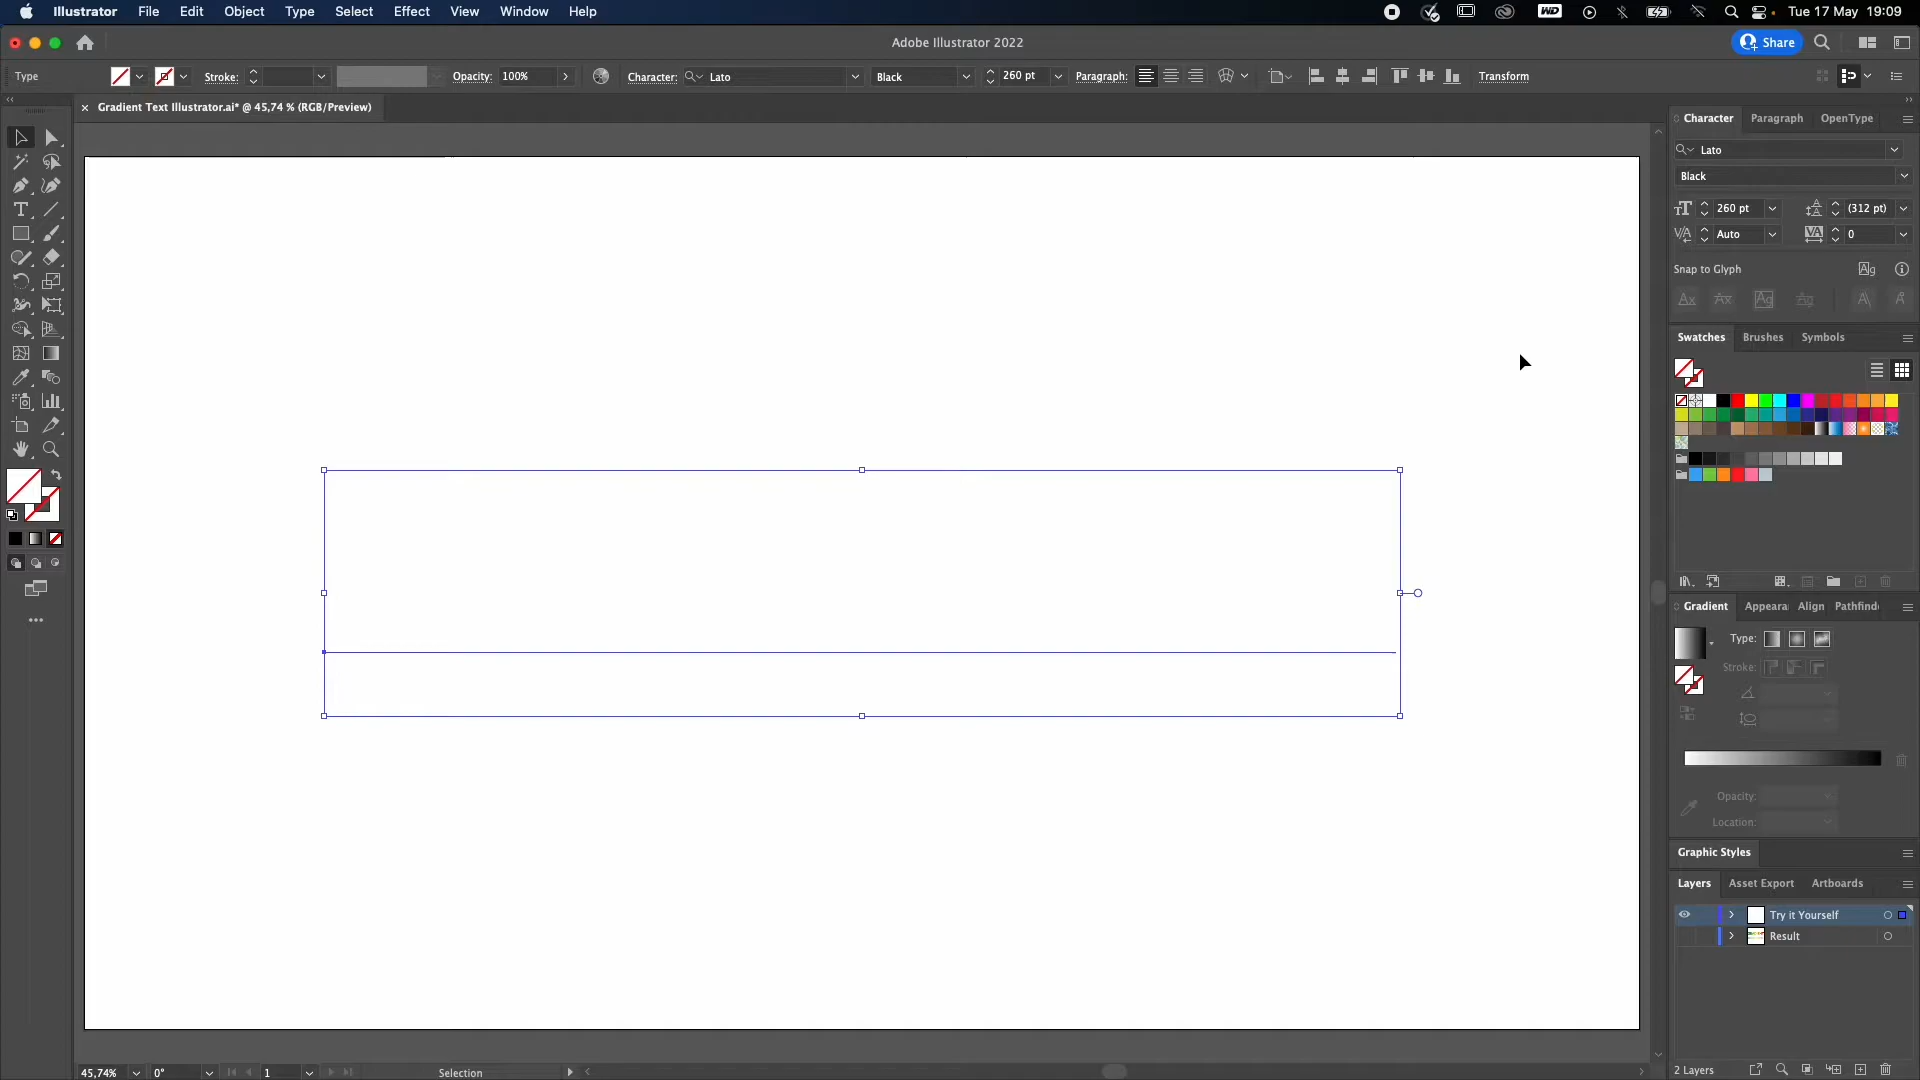 Illustrator File Edit Object Type Select Effect View Window Help
WD
Tue 17 May 19:09
Adobe Illustrator 2022
Share
Type
Stroke:
Opacity: 100%
Character: Lato
Black
260 pt
Paragraph:
Transform
× Gradient Text Illustrator.ai* @ 45,74 % (RGB/Preview)
Character Paragraph OpenType
Lato
Black
260 pt
(312 pt)
Auto
0
Snap to Glyph
Swatches Brushes Symbols
Gradient Appeara Align Pathfind
Type:
Stroke:
Opacity:
Location:
Graphic Styles
Layers Asset Export Artboards
Try it Yourself
Result
2 Layers
45,74%
0°
1
Selection